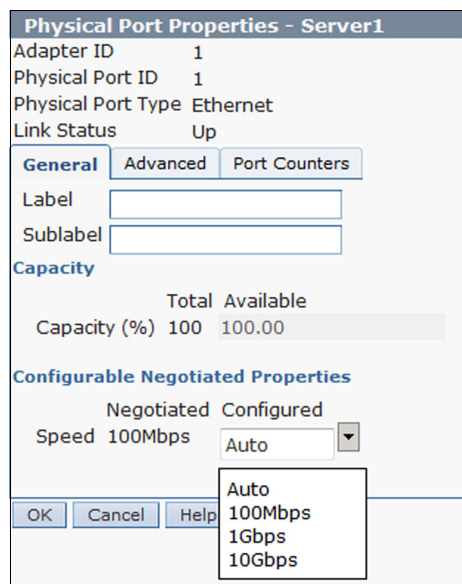 Physical Port Properties - Server1
Adapter ID 1
Physical Port ID 1
Physical Port Type Ethernet
Link Status Up
General Advanced Port Counters
Label
Sublabel
Capacity
Total Available
Capacity (%) 100 100.00
Configurable Negotiated Properties
Negotiated Configured
Speed 100Mbps Auto
Auto
100Mbps
1Gbps
10Gbps
OK Cancel Help